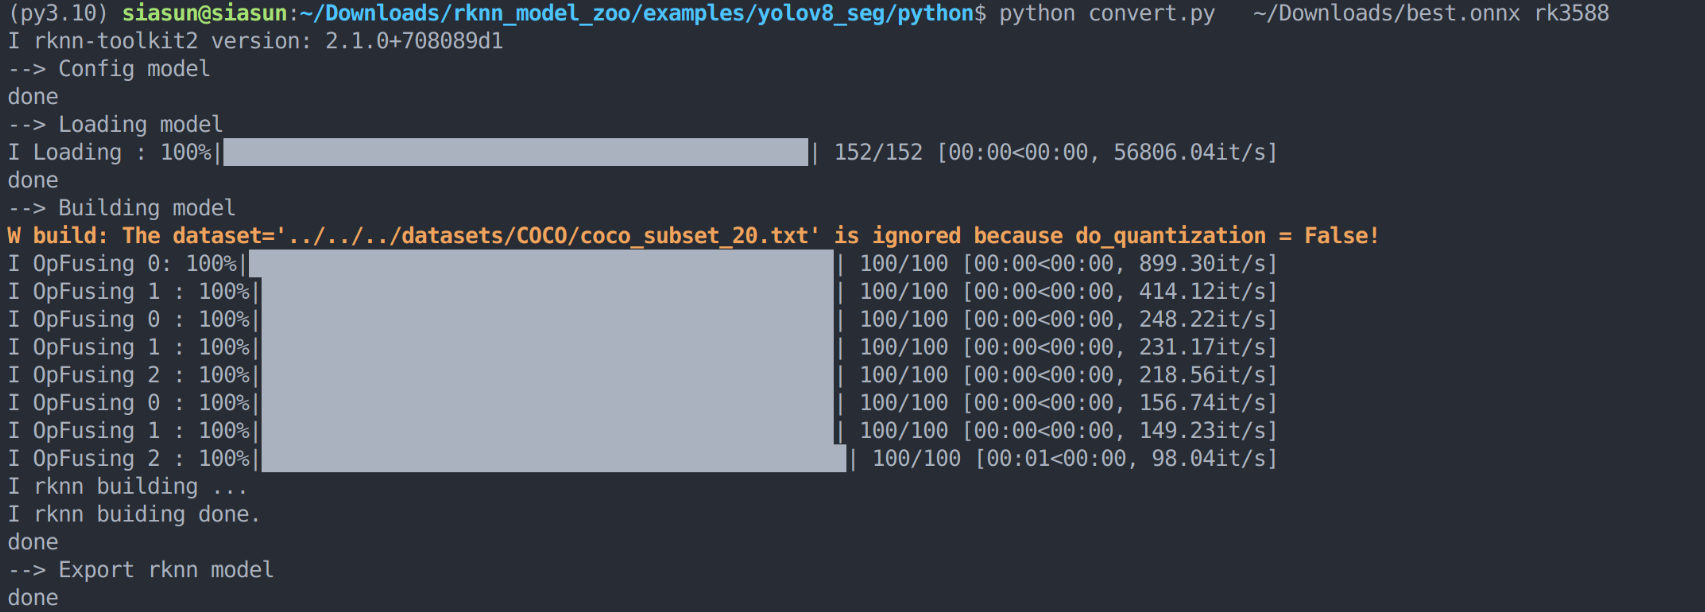 (py3.10) siasun@siasun:~/Downloads/rknn_model_zoo/examples/yolov8_seg/python$ python convert.py   ~/Downloads/best.onnx rk3588
I rknn-toolkit2 version: 2.1.0+708089d1
--> Config model
done
--> Loading model
I Loading : 100%|                                              | 152/152 [00:00<00:00, 56806.04it/s]
done
--> Building model
W build: The dataset='../../../datasets/COCO/coco_subset_20.txt' is ignored because do_quantization = False!
I OpFusing 0: 100%|                                              | 100/100 [00:00<00:00, 899.30it/s]
I OpFusing 1 : 100%|                                             | 100/100 [00:00<00:00, 414.12it/s]
I OpFusing 0 : 100%|                                             | 100/100 [00:00<00:00, 248.22it/s]
I OpFusing 1 : 100%|                                             | 100/100 [00:00<00:00, 231.17it/s]
I OpFusing 2 : 100%|                                             | 100/100 [00:00<00:00, 218.56it/s]
I OpFusing 0 : 100%|                                             | 100/100 [00:00<00:00, 156.74it/s]
I OpFusing 1 : 100%|                                             | 100/100 [00:00<00:00, 149.23it/s]
I OpFusing 2 : 100%|                                              | 100/100 [00:01<00:00, 98.04it/s]
I rknn building ...
I rknn buiding done.
done
--> Export rknn model
done